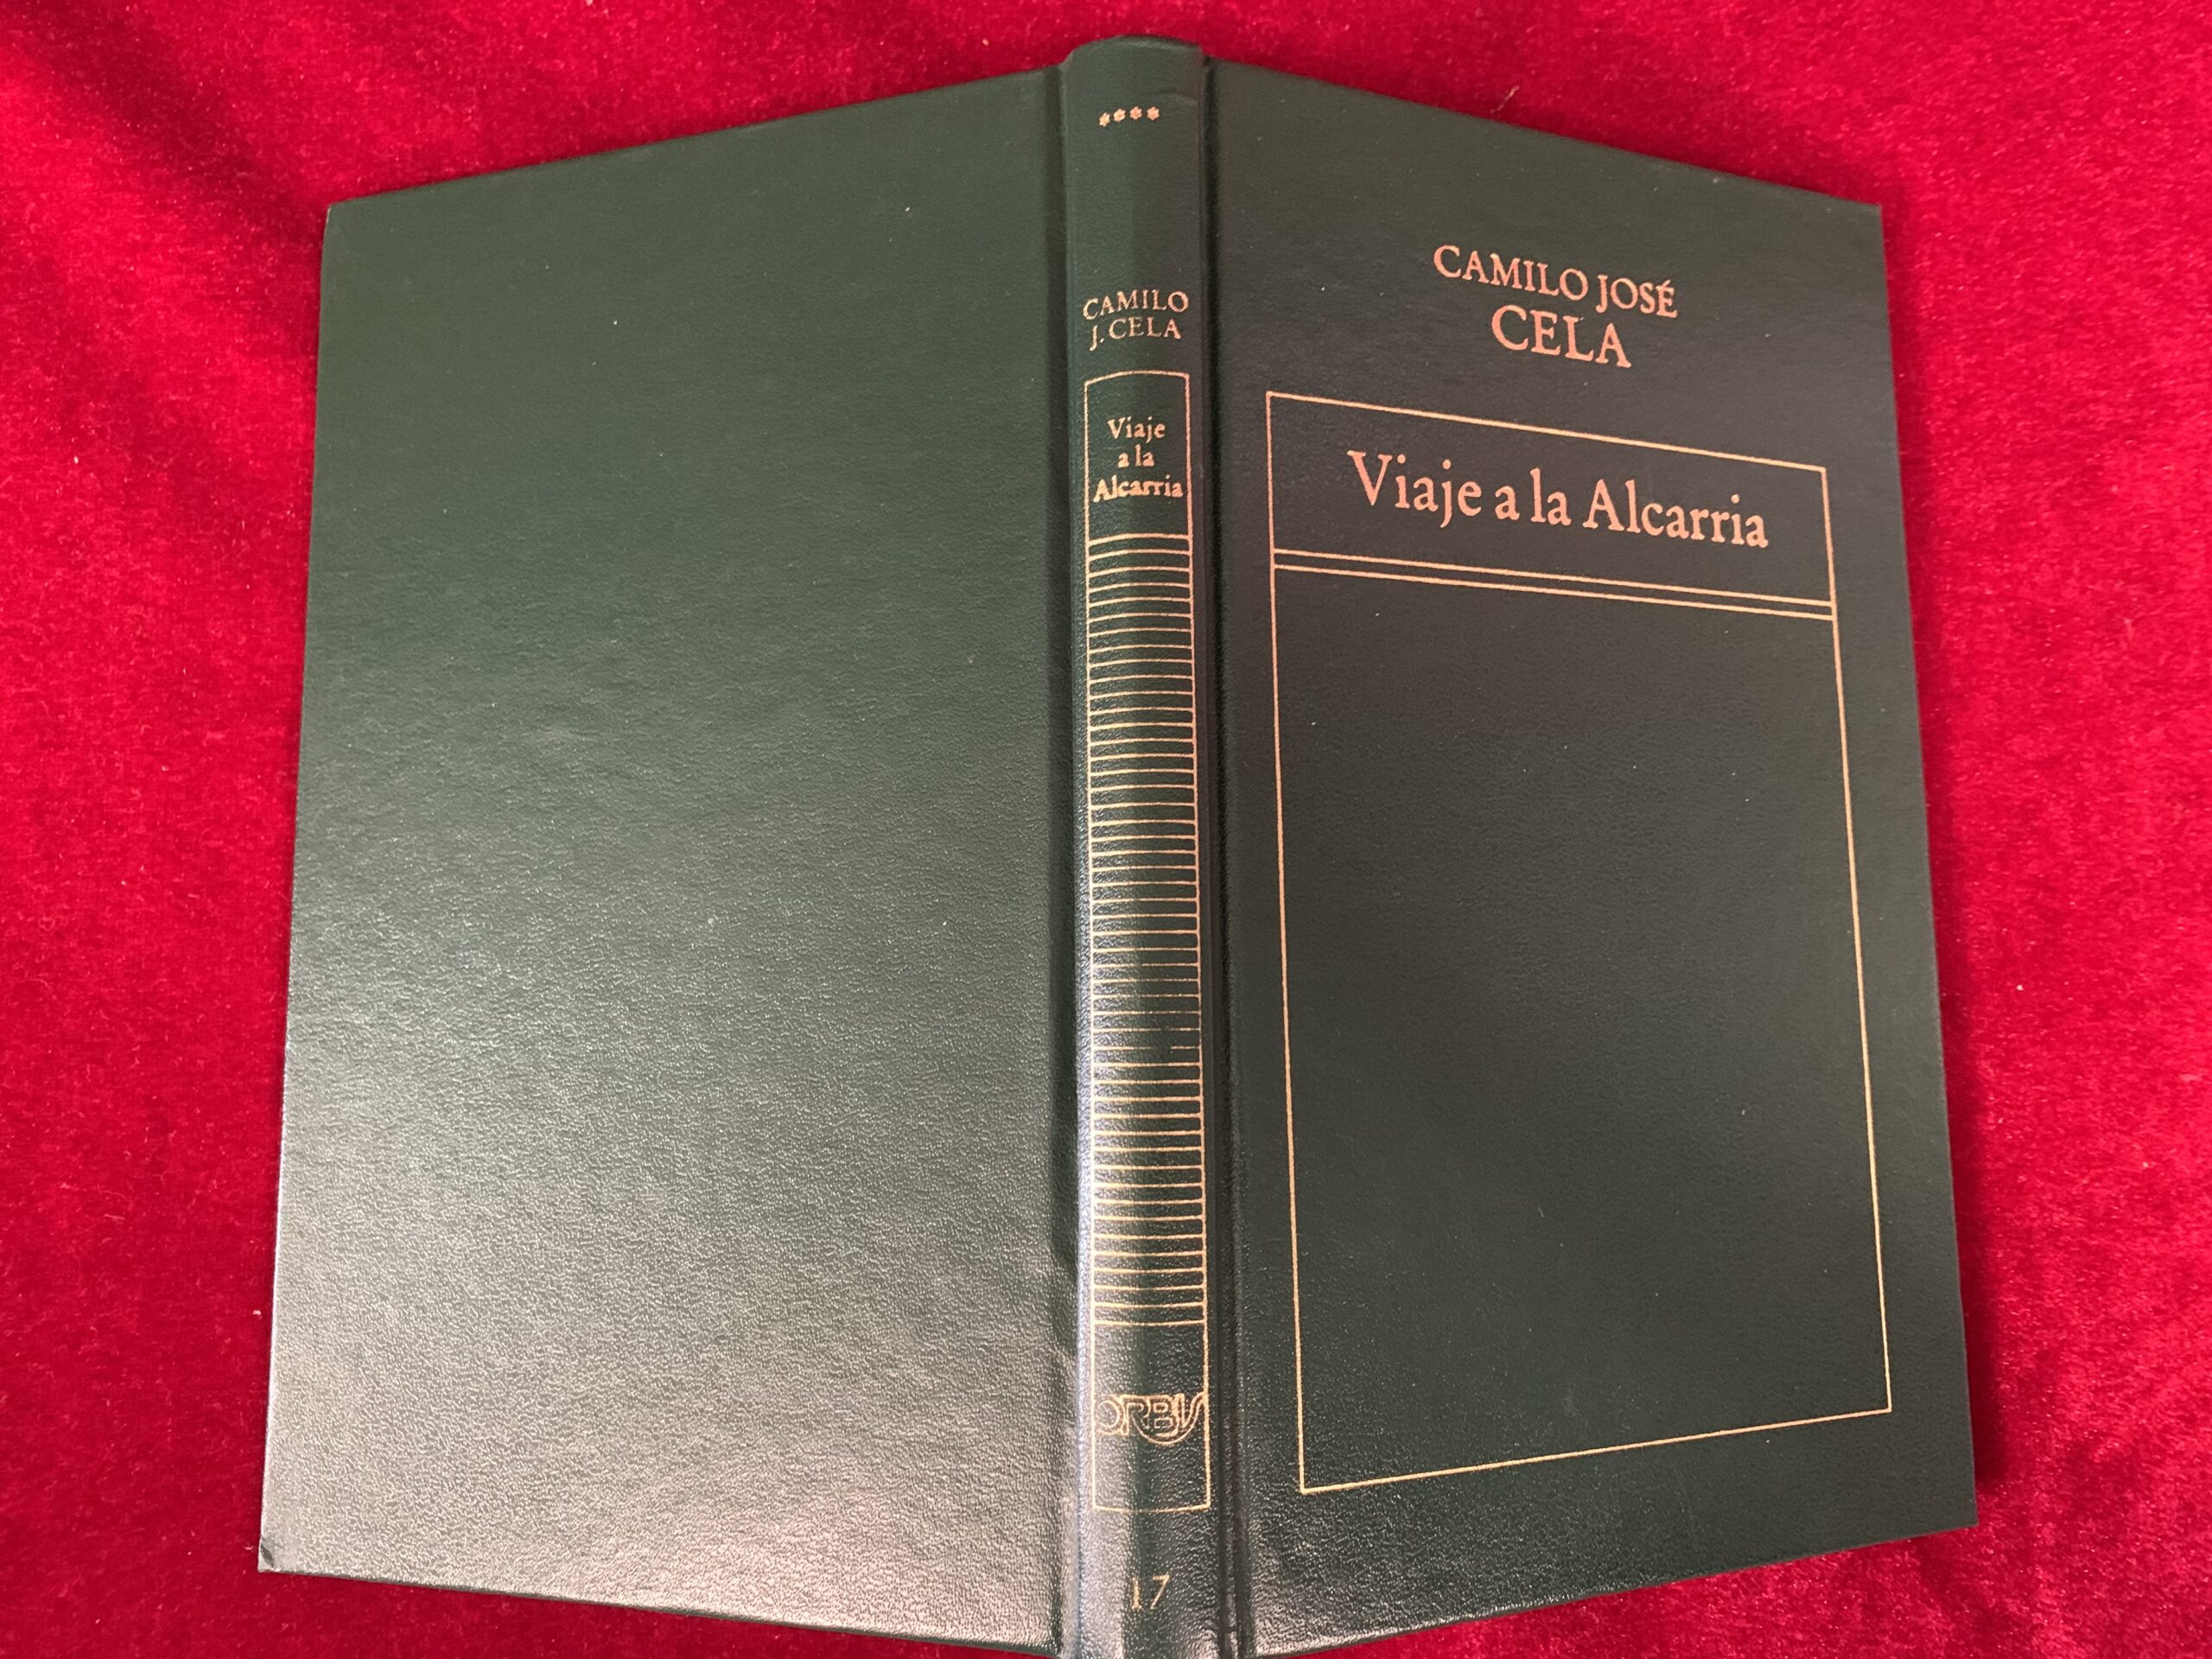 ****
CAMILO
J. CELA
Viaje
a la
Alcarria
ORBIS
17
CAMILO JOSÉ
CELA
Viaje a la Alcarria